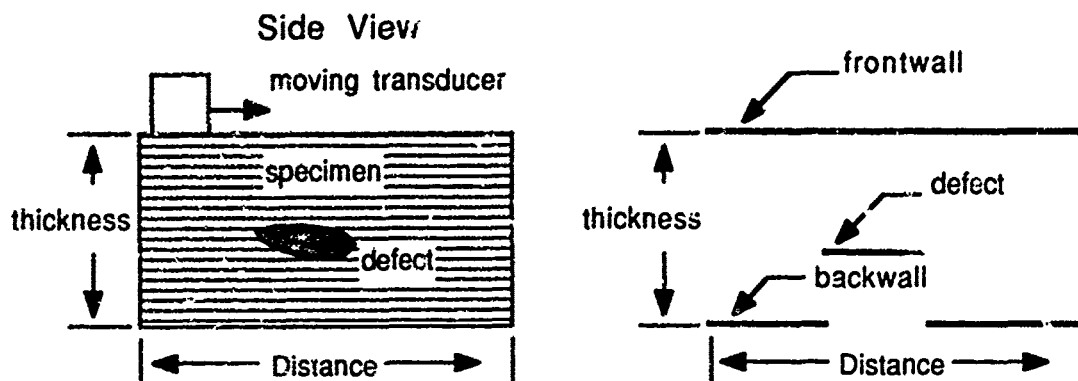 Side View
moving transducer
specimen
thickness
defect
Distance
frontwall
defect
thickness
backwall
Distance